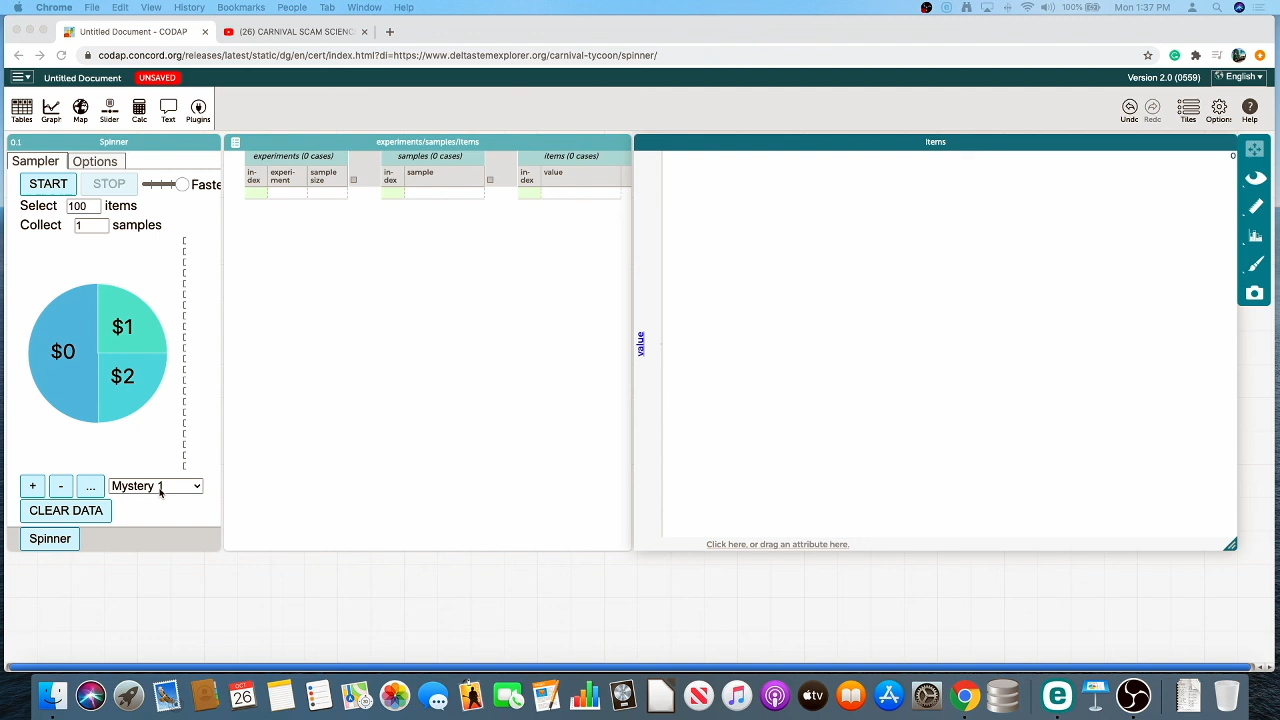 Chrome File Edit View History Bookmarks People Tab Window Help 100% Mon 1:37 PM
Untitled Document - CODAP (26) CARNIVAL SCAM SCIENC
codap.concord.org/releases/latest/static/dg/en/cert/index.html?di=https://www.deltastemexplorer.org/carnival-tycoon/spinner/
Untitled Document UNSAVED Version 2.0 (0559) English
Tables Graph Map Slider Calc Text Plugins Undo Redo Tiles Options Help
0.1 Spinner
Sampler Options
START STOP Faste
Select 100 items
Collect 1 samples
$0
$1
$2
+ - ... Mystery 1
CLEAR DATA
Spinner
experiments/samples/items
experiments (0 cases) samples (0 cases) items (0 cases)
in-
dex
experi-
ment
sample
size
in-
dex
sample
in-
dex
value
items
0
value
Click here, or drag an attribute here.
OCT
26
tv